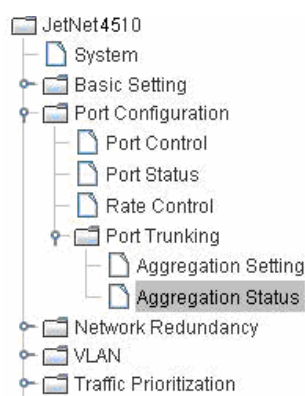 JetNet4510
System
Basic Setting
Port Configuration
Port Control
Port Status
Rate Control
Port Trunking
Aggregation Setting
Aggregation Status
Network Redundancy
VLAN
Traffic Prioritization